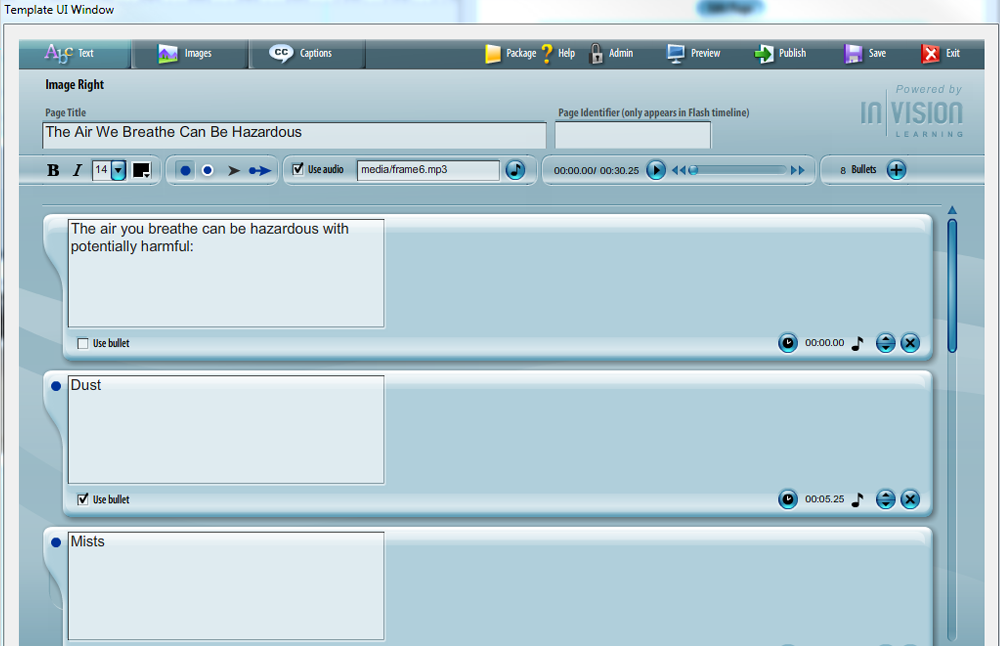 Template UI Window
Abc Text
Images
CC Captions
Package
? Help
Admin
Preview
Publish
Save
Exit
Image Right
Powered by
IN VISION
LEARNING
Page Title
Page Identifier (only appears in Flash timeline)
The Air We Breathe Can Be Hazardous
B I 14
Use audio
media/frame6.mp3
00:00.00/ 00:30.25
8 Bullets
The air you breathe can be hazardous with
potentially harmful:
Use bullet
00:00.00
Dust
Use bullet
00:05.25
Mists